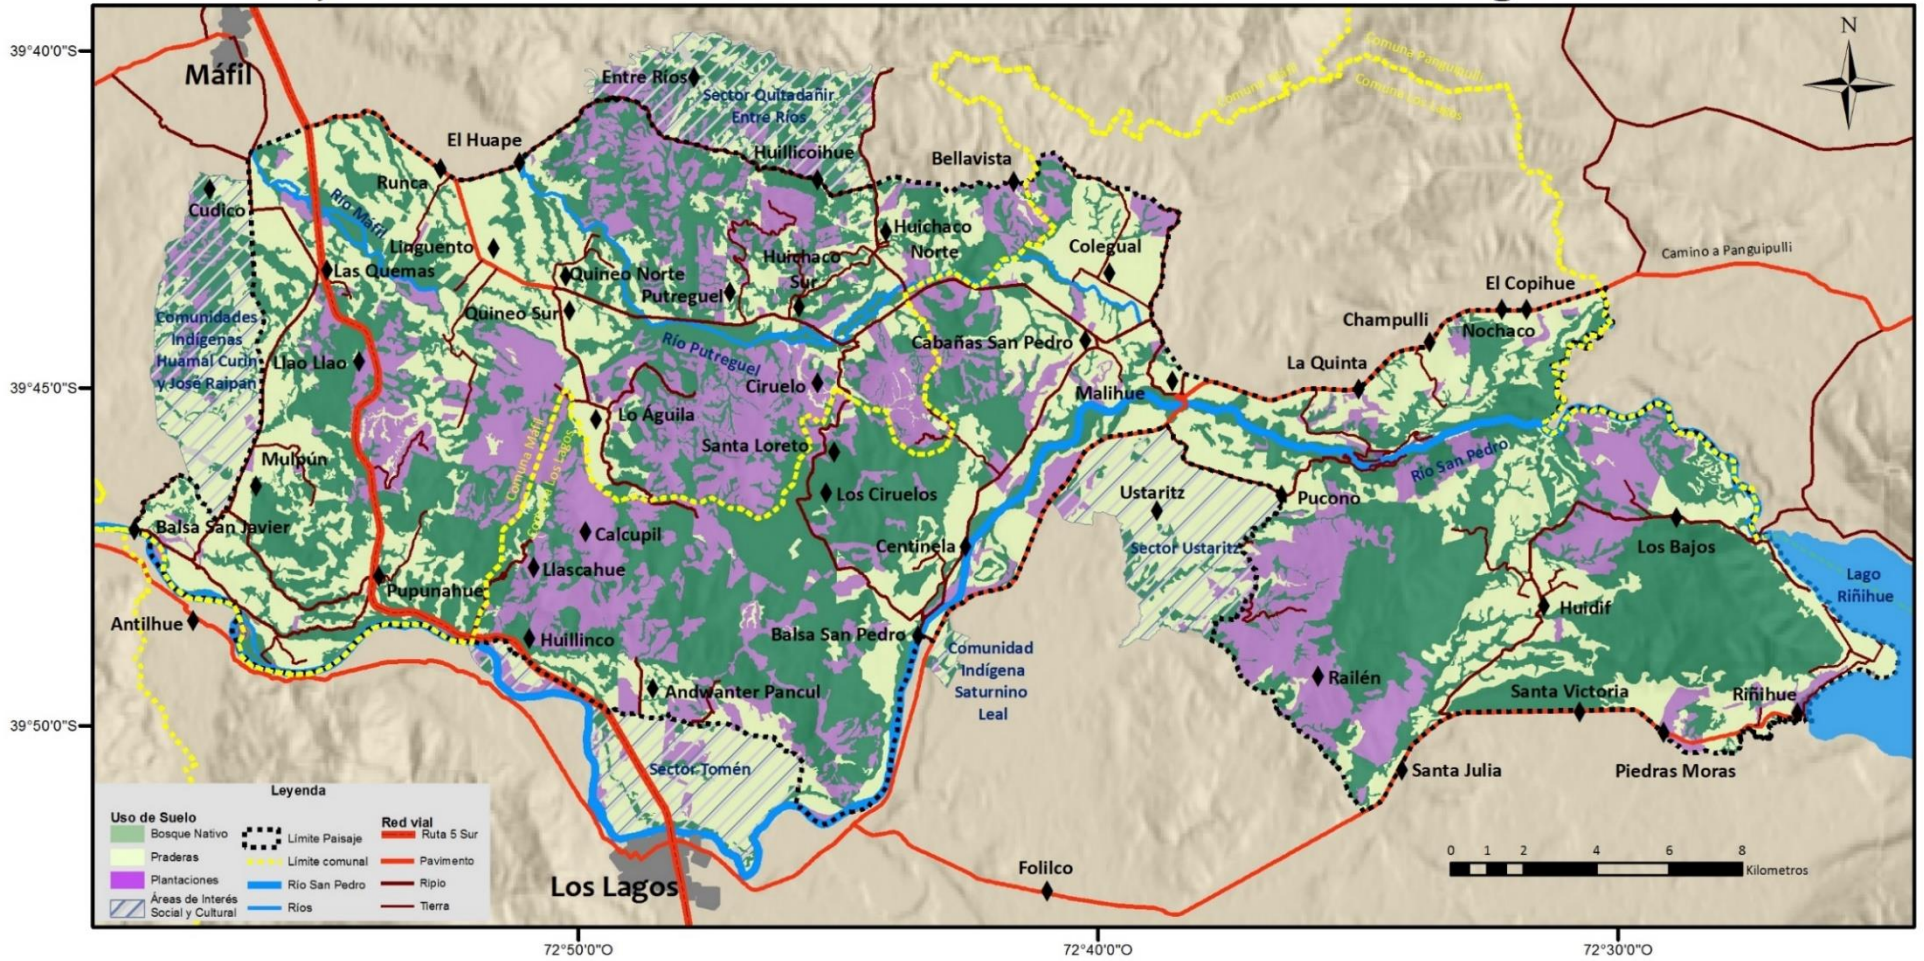 39°40'0"S
39°45'0"S
39°50'0"S
72°50'0"O
72°40'0"O
72°30'0"O
N
Máfil
Entre Ríos
Sector Quitadañir
Entre Ríos
Comuna Máfil
Comuna Panguipulli
Comuna Los Lagos
El Huape
Huillicoihue
Bellavista
Runca
Cudico
Río Máfil
Linguento
Las Quemas
Quineo Norte
Putreguel
Huichaco
Sur
Huichaco
Norte
Colegual
Camino a Panguipulli
El Copihue
Quineo Sur
Champulli
Nochaco
Comunidades
Indígenas
Huamal Curín
y José Raipán
Llao Llao
Río Putreguel
Cabañas San Pedro
La Quinta
Ciruelo
Malihue
Lo Águila
Comuna Máfil
Santa Loreto
Mulpún
Río San Pedro
Los Ciruelos
Ustaritz
Pucono
Balsa San Javier
Calcupil
Centinela
Sector Ustaritz
Los Bajos
Llascahue
Pupunahue
Lago
Riñihue
Antilhue
Huillinco
Balsa San Pedro
Huidif
Comunidad
Indígena
Saturnino
Leal
Andwanter Pancul
Railén
Santa Victoria
Riñihue
Sector Tomén
Santa Julia
Piedras Moras
Folilco
Los Lagos
Leyenda
Uso de Suelo
Bosque Nativo
Praderas
Plantaciones
Áreas de Interés
Social y Cultural
Límite Paisaje
Límite comunal
Río San Pedro
Ríos
Red vial
Ruta 5 Sur
Pavimento
Ripio
Tierra
0 1 2 4 6 8
Kilometros